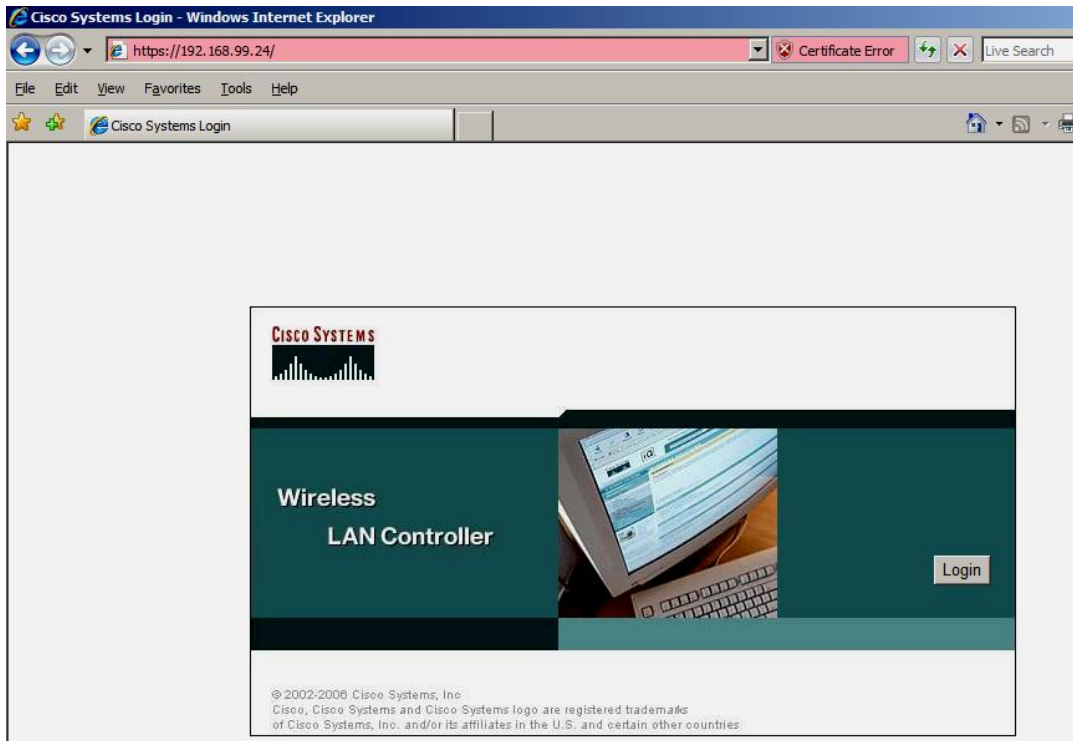 Cisco Systems Login - Windows Internet Explorer
https://192.168.99.24/
Certificate Error
Live Search
File Edit View Favorites Tools Help
Cisco Systems Login
CISCO SYSTEMS
Wireless
LAN Controller
Login
© 2002-2006 Cisco Systems, Inc
Cisco, Cisco Systems and Cisco Systems logo are registered trademarks
of Cisco Systems, Inc. and/or its affiliates in the U.S. and certain other countries